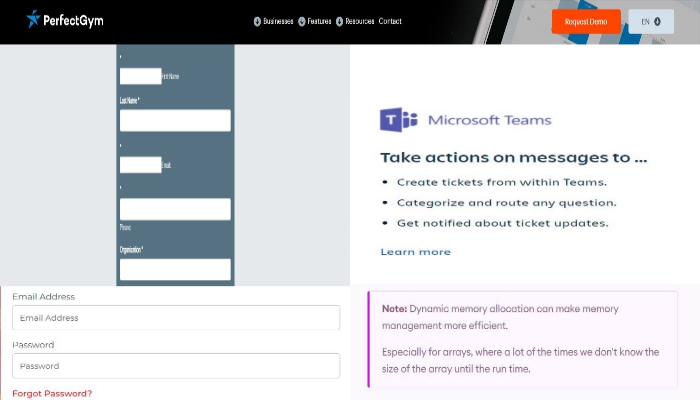 PerfectGym
Businesses Features Resources Contact
Request Demo
EN
*
First Name
Last Name *
*
Email
*
Phone
Organization *
Microsoft Teams
Take actions on messages to ...
• Create tickets from within Teams.
• Categorize and route any question.
• Get notified about ticket updates.
Learn more
Email Address
Email Address
Password
Password
Forgot Password?
Note: Dynamic memory allocation can make memory
management more efficient.
Especially for arrays, where a lot of the times we don't know the
size of the array until the run time.